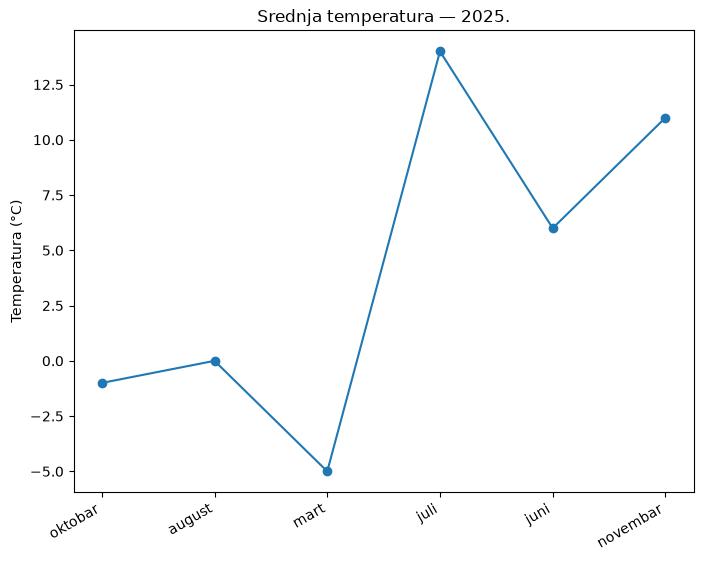 Srednja temperatura — 2025.
Temperatura (°C)
12.5
10.0
7.5
5.0
2.5
0.0
−2.5
−5.0
oktobar
august
mart
juli
juni
novembar